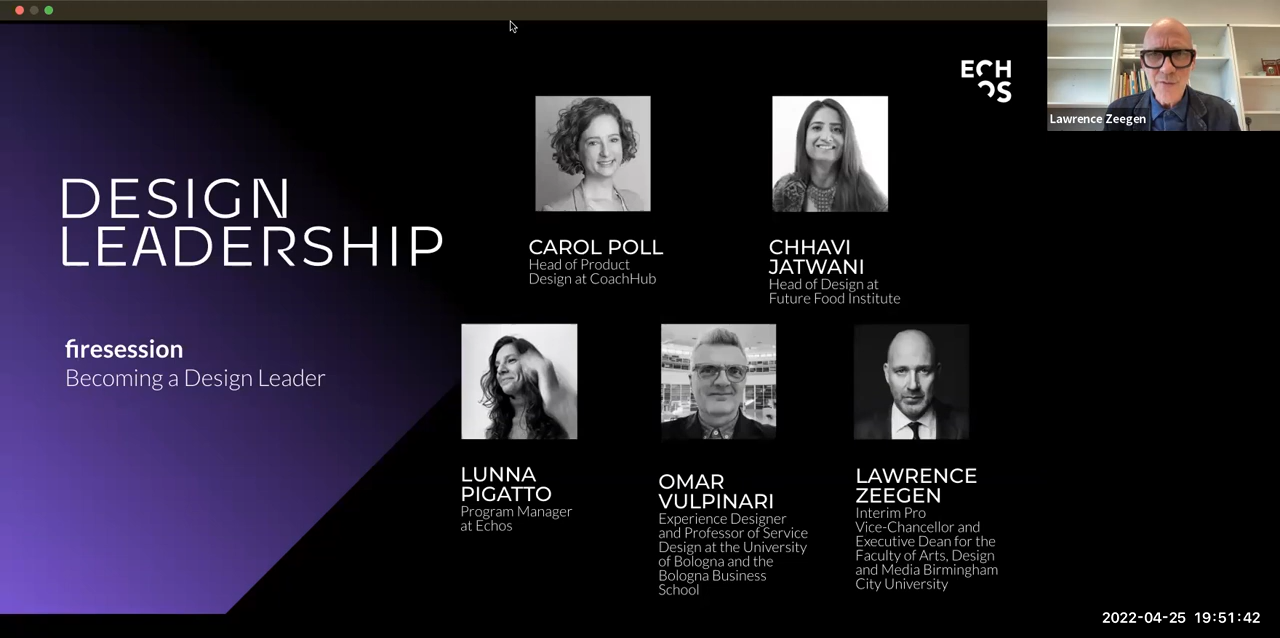 ECH
OS
Lawrence Zeegen
DESIGN
LEADERSHIP
firesession
Becoming a Design Leader
CAROL POLL
Head of Product
Design at CoachHub
CHHAVI
JATWANI
Head of Design at
Future Food Institute
LUNNA
PIGATTO
Program Manager
at Echos
OMAR
VULPINARI
Experience Designer
and Professor of Service
Design at the University
of Bologna and the
Bologna Business
School
LAWRENCE
ZEEGEN
Interim Pro
Vice-Chancellor and
Executive Dean for the
Faculty of Arts, Design
and Media Birmingham
City University
2022-04-25 19:51:42